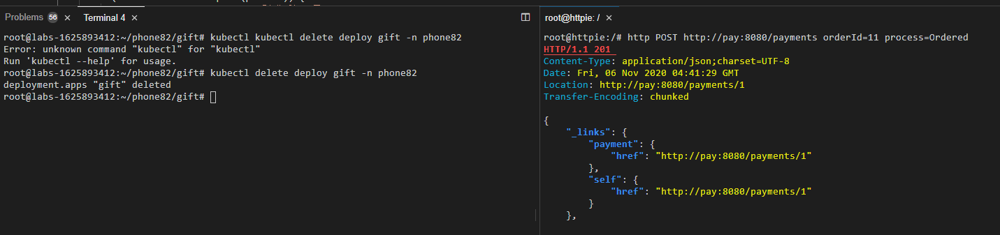 Problems 56 × Terminal 4 ×
root@labs-1625893412:~/phone82/gift# kubectl kubectl delete deploy gift -n phone82
Error: unknown command "kubectl" for "kubectl"
Run 'kubectl --help' for usage.
root@labs-1625893412:~/phone82/gift# kubectl delete deploy gift -n phone82
deployment.apps "gift" deleted
root@labs-1625893412:~/phone82/gift#
root@httpie: / ×
root@httpie:/# http POST http://pay:8080/payments orderId=11 process=Ordered
HTTP/1.1 201
Content-Type: application/json;charset=UTF-8
Date: Fri, 06 Nov 2020 04:41:29 GMT
Location: http://pay:8080/payments/1
Transfer-Encoding: chunked
{
    "_links": {
        "payment": {
            "href": "http://pay:8080/payments/1"
        },
        "self": {
            "href": "http://pay:8080/payments/1"
        }
    },